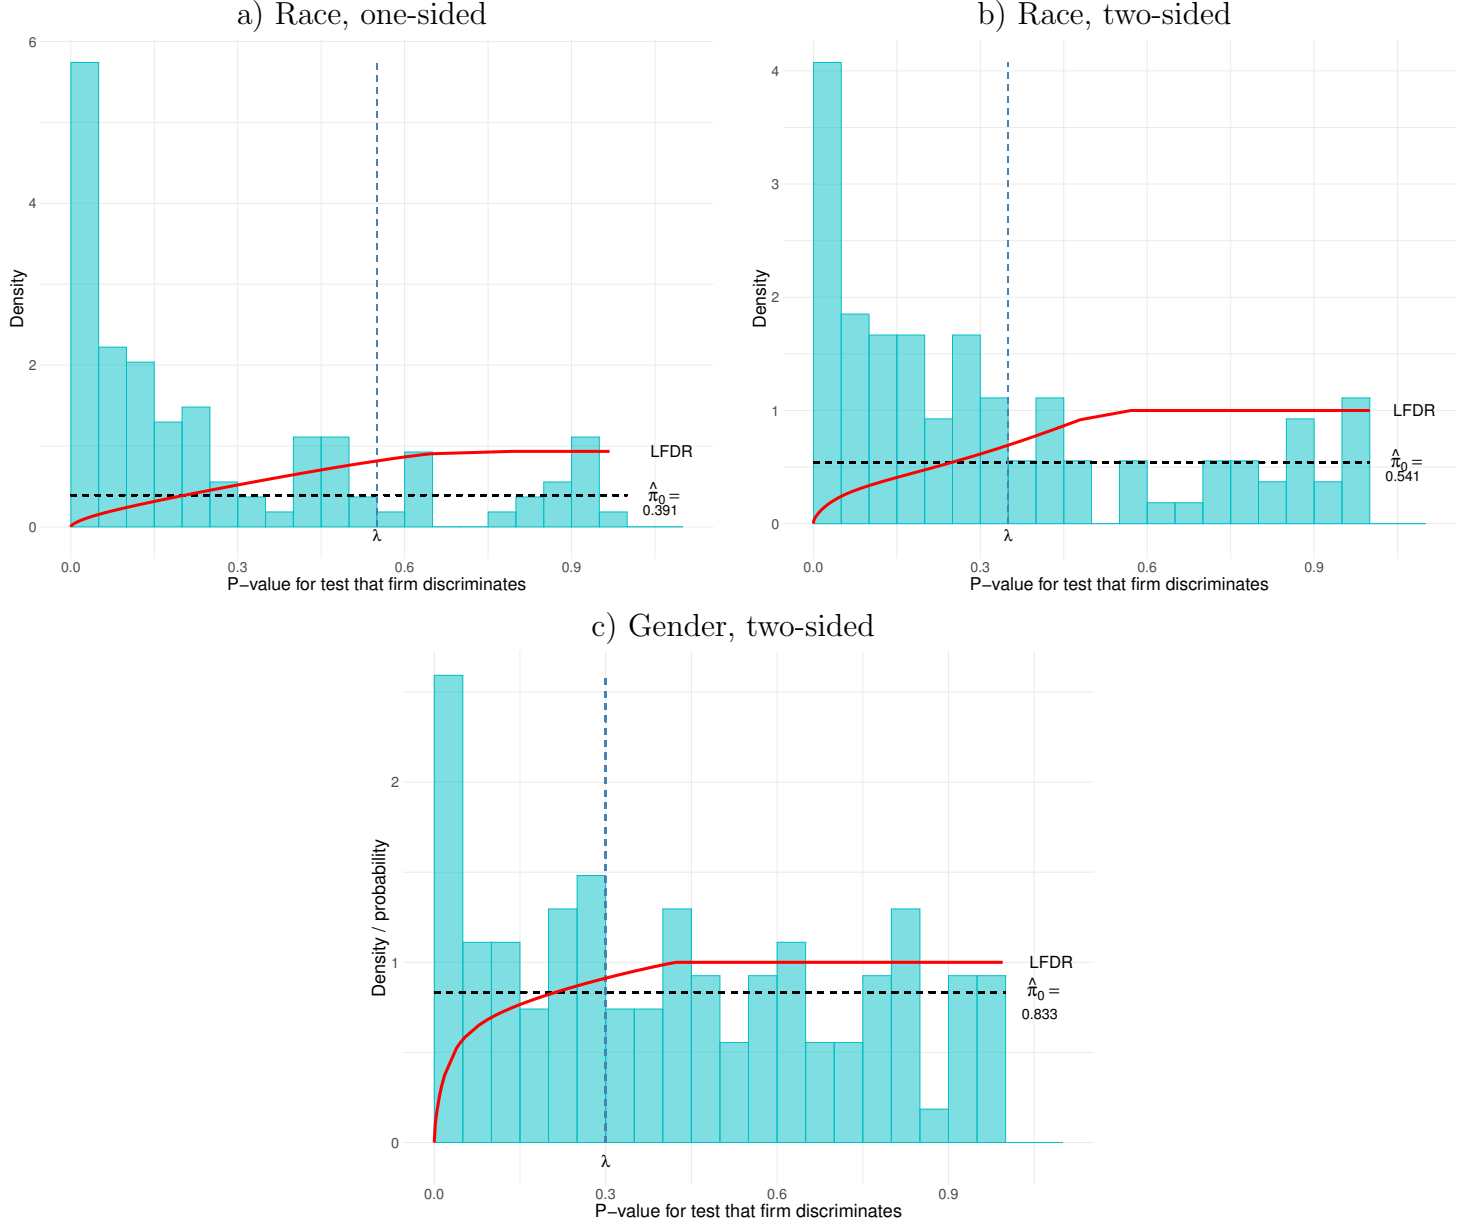 a) Race, one-sided
6
4
2
0
Density
LFDR
π̂0 =
0.391
λ
0.0 0.3 0.6 0.9
P−value for test that firm discriminates
b) Race, two-sided
4
3
2
1
0
Density
LFDR
π̂0 =
0.541
λ
0.0 0.3 0.6 0.9
P−value for test that firm discriminates
c) Gender, two-sided
2
1
0
Density / probability
LFDR
π̂0 =
0.833
λ
0.0 0.3 0.6 0.9
P−value for test that firm discriminates